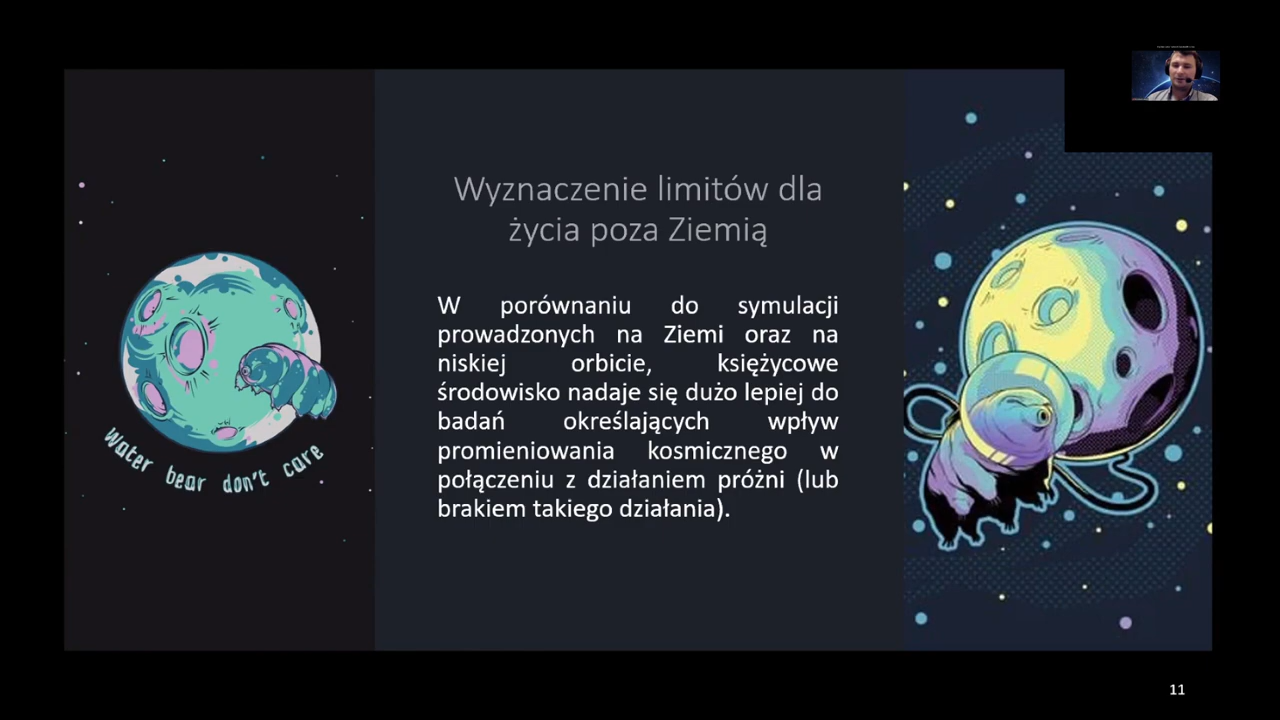 Wyznaczenie limitów dla
życia poza Ziemią
W porównaniu do symulacji
prowadzonych na Ziemi oraz na
niskiej orbicie, księżycowe
środowisko nadaje się dużo lepiej do
badań określających wpływ
promieniowania kosmicznego w
połączeniu z działaniem próżni (lub
brakiem takiego działania).
Water bear don't care
11